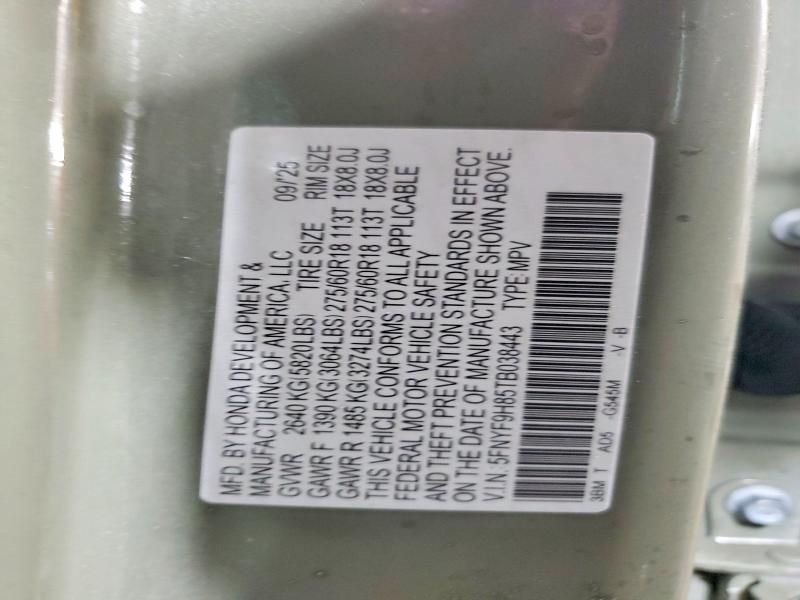 MFD. BY HONDA DEVELOPMENT &
MANUFACTURING OF AMERICA, LLC 09/'25
GVWR 2640 KG(5820LBS) TIRE SIZE RIM SIZE
GAWR F 1390 KG(3064LBS) 275/60R18 113T 18X8.0J
GAWR R 1485 KG(3274LBS) 275/60R18 113T 18X8.0J
THIS VEHICLE CONFORMS TO ALL APPLICABLE
FEDERAL MOTOR VEHICLE SAFETY
AND THEFT PREVENTION STANDARDS IN EFFECT
ON THE DATE OF MANUFACTURE SHOWN ABOVE.
V.I.N. 5FNYF9H85TB038443 TYPE: MPV
3BM T AD5 -G545M -V -B